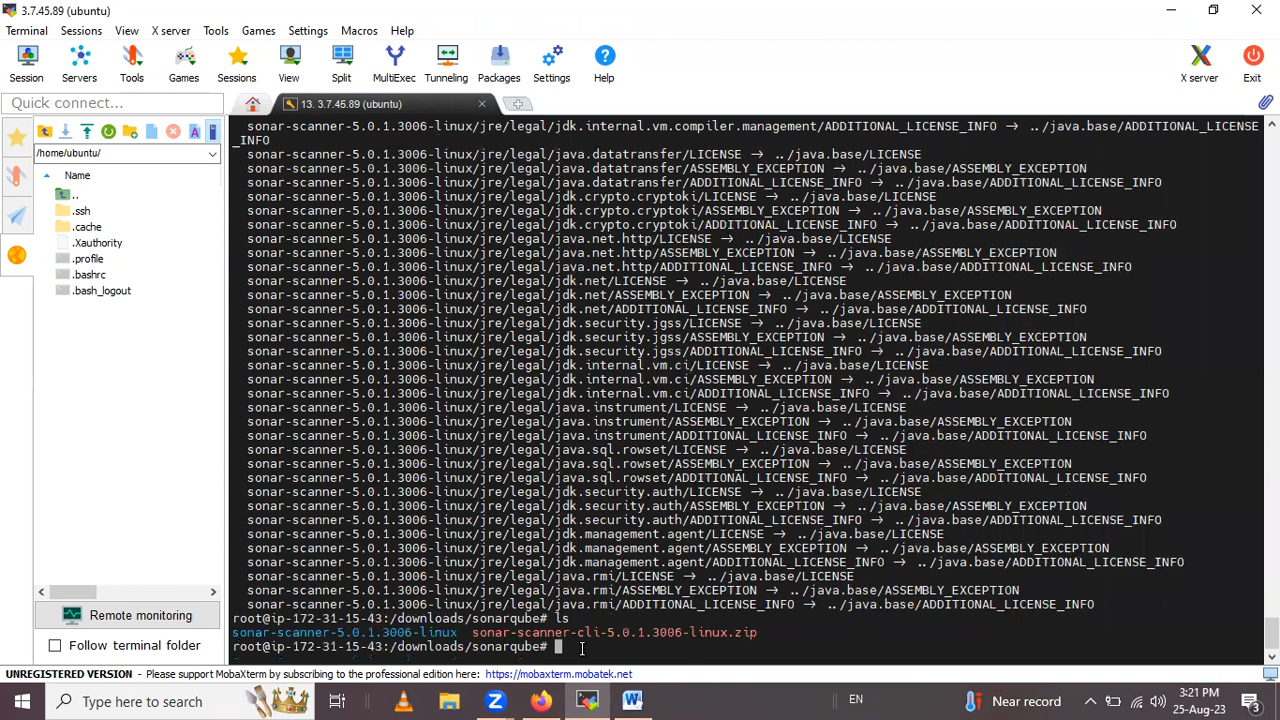 3.7.45.89 (ubuntu)
Terminal Sessions View X server Tools Games Settings Macros Help
Session Servers Tools Games Sessions View Split MultiExec Tunneling Packages Settings Help X server Exit
Quick connect...
13. 3.7.45.89 (ubuntu)
/home/ubuntu/
Name
..
.ssh
.cache
.Xauthority
.profile
.bashrc
.bash_logout
Remote monitoring
Follow terminal folder
sonar-scanner-5.0.1.3006-linux/jre/legal/jdk.internal.vm.compiler.management/ADDITIONAL_LICENSE_INFO → ../java.base/ADDITIONAL_LICENSE
_INFO
sonar-scanner-5.0.1.3006-linux/jre/legal/java.datatransfer/LICENSE → ../java.base/LICENSE
sonar-scanner-5.0.1.3006-linux/jre/legal/java.datatransfer/ASSEMBLY_EXCEPTION → ../java.base/ASSEMBLY_EXCEPTION
sonar-scanner-5.0.1.3006-linux/jre/legal/java.datatransfer/ADDITIONAL_LICENSE_INFO → ../java.base/ADDITIONAL_LICENSE_INFO
sonar-scanner-5.0.1.3006-linux/jre/legal/jdk.crypto.cryptoki/LICENSE → ../java.base/LICENSE
sonar-scanner-5.0.1.3006-linux/jre/legal/jdk.crypto.cryptoki/ASSEMBLY_EXCEPTION → ../java.base/ASSEMBLY_EXCEPTION
sonar-scanner-5.0.1.3006-linux/jre/legal/jdk.crypto.cryptoki/ADDITIONAL_LICENSE_INFO → ../java.base/ADDITIONAL_LICENSE_INFO
sonar-scanner-5.0.1.3006-linux/jre/legal/java.net.http/LICENSE → ../java.base/LICENSE
sonar-scanner-5.0.1.3006-linux/jre/legal/java.net.http/ASSEMBLY_EXCEPTION → ../java.base/ASSEMBLY_EXCEPTION
sonar-scanner-5.0.1.3006-linux/jre/legal/java.net.http/ADDITIONAL_LICENSE_INFO → ../java.base/ADDITIONAL_LICENSE_INFO
sonar-scanner-5.0.1.3006-linux/jre/legal/jdk.net/LICENSE → ../java.base/LICENSE
sonar-scanner-5.0.1.3006-linux/jre/legal/jdk.net/ASSEMBLY_EXCEPTION → ../java.base/ASSEMBLY_EXCEPTION
sonar-scanner-5.0.1.3006-linux/jre/legal/jdk.net/ADDITIONAL_LICENSE_INFO → ../java.base/ADDITIONAL_LICENSE_INFO
sonar-scanner-5.0.1.3006-linux/jre/legal/jdk.security.jgss/LICENSE → ../java.base/LICENSE
sonar-scanner-5.0.1.3006-linux/jre/legal/jdk.security.jgss/ASSEMBLY_EXCEPTION → ../java.base/ASSEMBLY_EXCEPTION
sonar-scanner-5.0.1.3006-linux/jre/legal/jdk.security.jgss/ADDITIONAL_LICENSE_INFO → ../java.base/ADDITIONAL_LICENSE_INFO
sonar-scanner-5.0.1.3006-linux/jre/legal/jdk.internal.vm.ci/LICENSE → ../java.base/LICENSE
sonar-scanner-5.0.1.3006-linux/jre/legal/jdk.internal.vm.ci/ASSEMBLY_EXCEPTION → ../java.base/ASSEMBLY_EXCEPTION
sonar-scanner-5.0.1.3006-linux/jre/legal/jdk.internal.vm.ci/ADDITIONAL_LICENSE_INFO → ../java.base/ADDITIONAL_LICENSE_INFO
sonar-scanner-5.0.1.3006-linux/jre/legal/java.instrument/LICENSE → ../java.base/LICENSE
sonar-scanner-5.0.1.3006-linux/jre/legal/java.instrument/ASSEMBLY_EXCEPTION → ../java.base/ASSEMBLY_EXCEPTION
sonar-scanner-5.0.1.3006-linux/jre/legal/java.instrument/ADDITIONAL_LICENSE_INFO → ../java.base/ADDITIONAL_LICENSE_INFO
sonar-scanner-5.0.1.3006-linux/jre/legal/java.sql.rowset/LICENSE → ../java.base/LICENSE
sonar-scanner-5.0.1.3006-linux/jre/legal/java.sql.rowset/ASSEMBLY_EXCEPTION → ../java.base/ASSEMBLY_EXCEPTION
sonar-scanner-5.0.1.3006-linux/jre/legal/java.sql.rowset/ADDITIONAL_LICENSE_INFO → ../java.base/ADDITIONAL_LICENSE_INFO
sonar-scanner-5.0.1.3006-linux/jre/legal/jdk.security.auth/LICENSE → ../java.base/LICENSE
sonar-scanner-5.0.1.3006-linux/jre/legal/jdk.security.auth/ASSEMBLY_EXCEPTION → ../java.base/ASSEMBLY_EXCEPTION
sonar-scanner-5.0.1.3006-linux/jre/legal/jdk.security.auth/ADDITIONAL_LICENSE_INFO → ../java.base/ADDITIONAL_LICENSE_INFO
sonar-scanner-5.0.1.3006-linux/jre/legal/jdk.management.agent/LICENSE → ../java.base/LICENSE
sonar-scanner-5.0.1.3006-linux/jre/legal/jdk.management.agent/ASSEMBLY_EXCEPTION → ../java.base/ASSEMBLY_EXCEPTION
sonar-scanner-5.0.1.3006-linux/jre/legal/jdk.management.agent/ADDITIONAL_LICENSE_INFO → ../java.base/ADDITIONAL_LICENSE_INFO
sonar-scanner-5.0.1.3006-linux/jre/legal/java.rmi/LICENSE → ../java.base/LICENSE
sonar-scanner-5.0.1.3006-linux/jre/legal/java.rmi/ASSEMBLY_EXCEPTION → ../java.base/ASSEMBLY_EXCEPTION
sonar-scanner-5.0.1.3006-linux/jre/legal/java.rmi/ADDITIONAL_LICENSE_INFO → ../java.base/ADDITIONAL_LICENSE_INFO
root@ip-172-31-15-43:/downloads/sonarqube# ls
sonar-scanner-5.0.1.3006-linux sonar-scanner-cli-5.0.1.3006-linux.zip
root@ip-172-31-15-43:/downloads/sonarqube#
UNREGISTERED VERSION - Please support MobaXterm by subscribing to the professional edition here: https://mobaxterm.mobatek.net
Type here to search
EN
Near record
3:21 PM
25-Aug-23
3